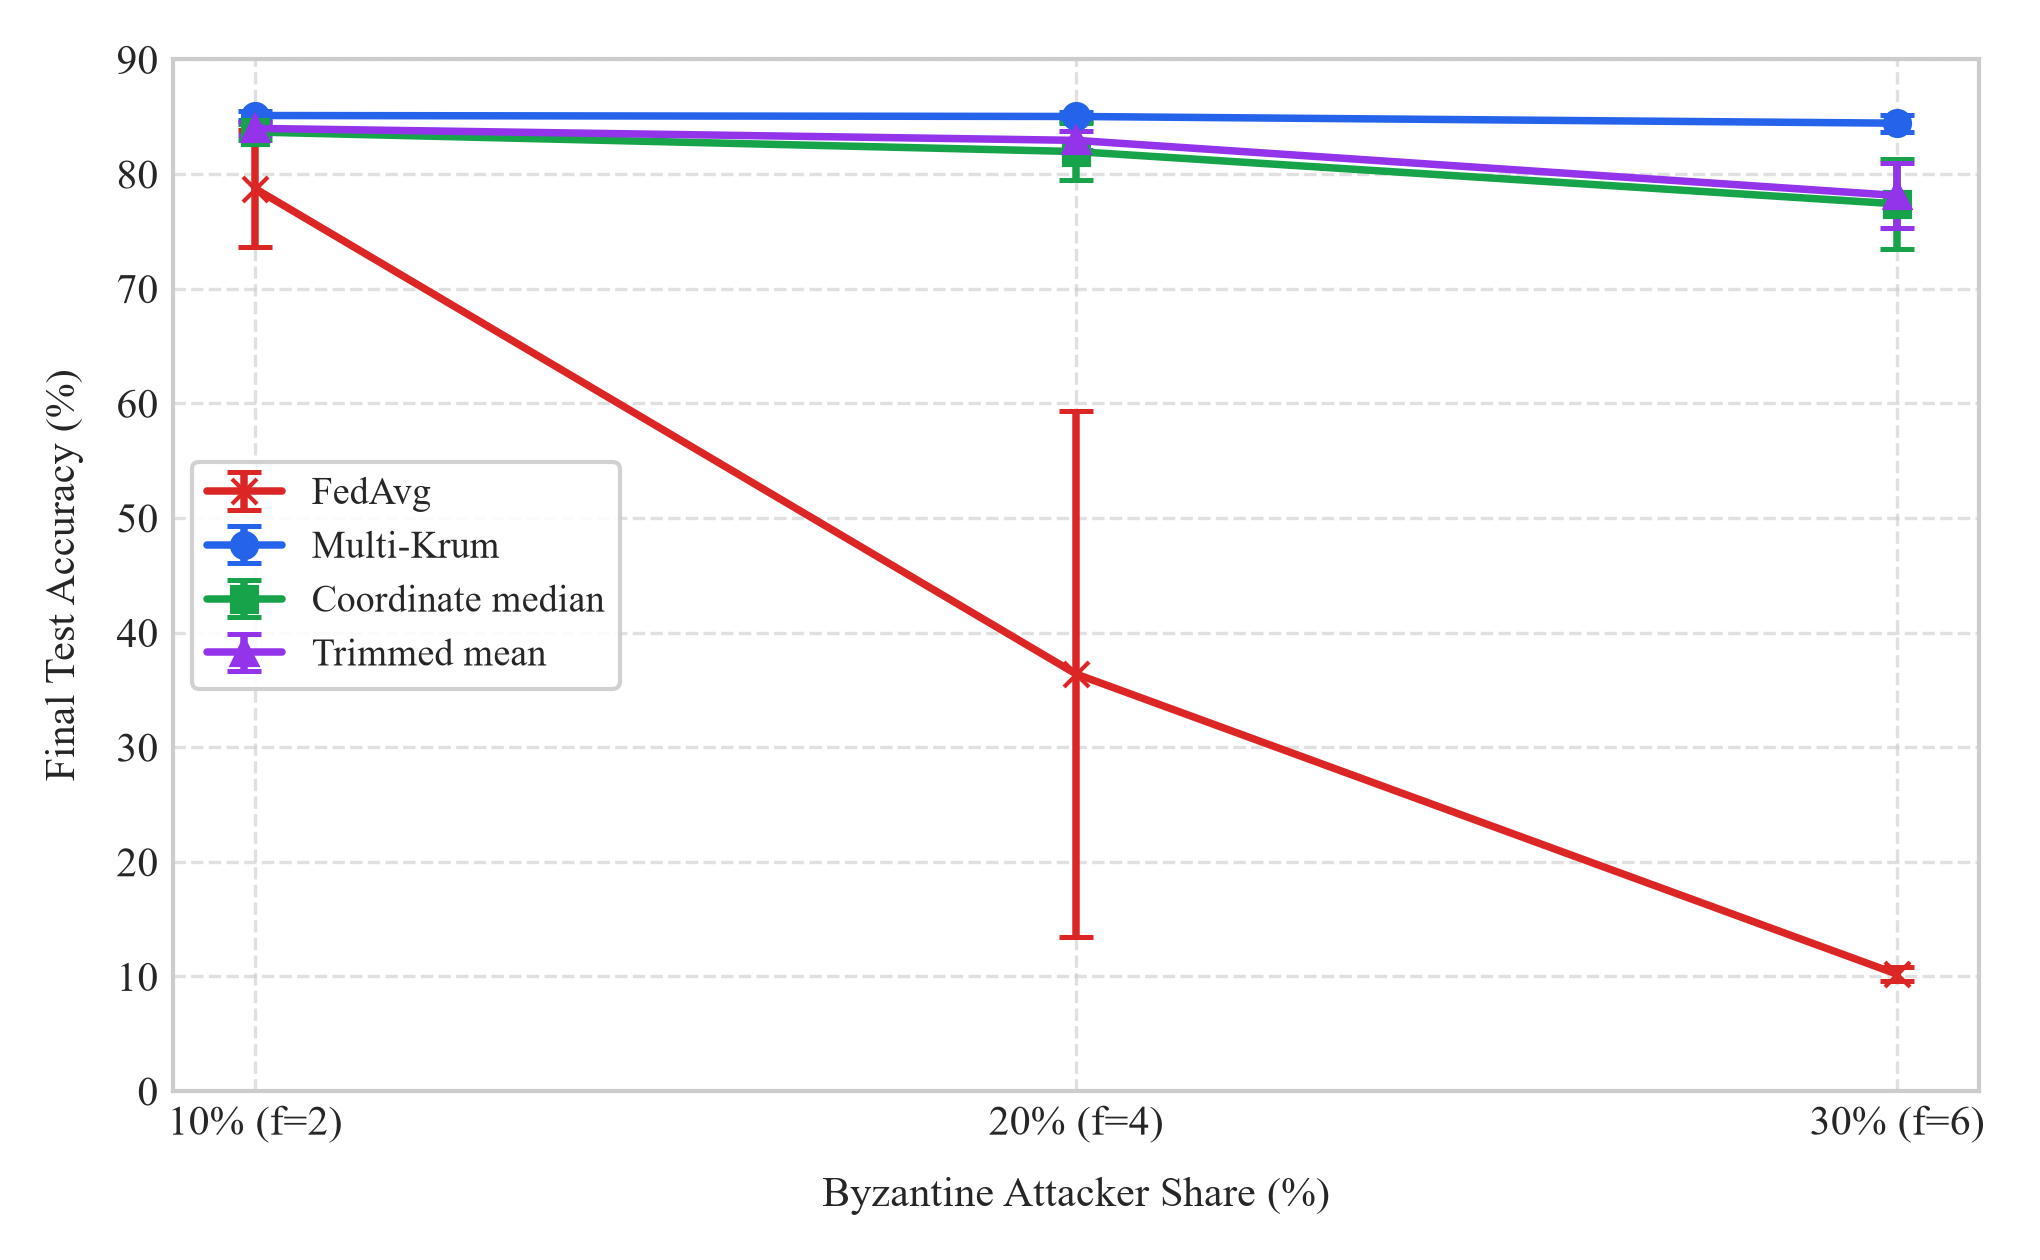 90
80
70
60
50
40
30
20
10
0
Final Test Accuracy (%)
FedAvg
Multi-Krum
Coordinate median
Trimmed mean
10% (f=2) 20% (f=4) 30% (f=6)
Byzantine Attacker Share (%)